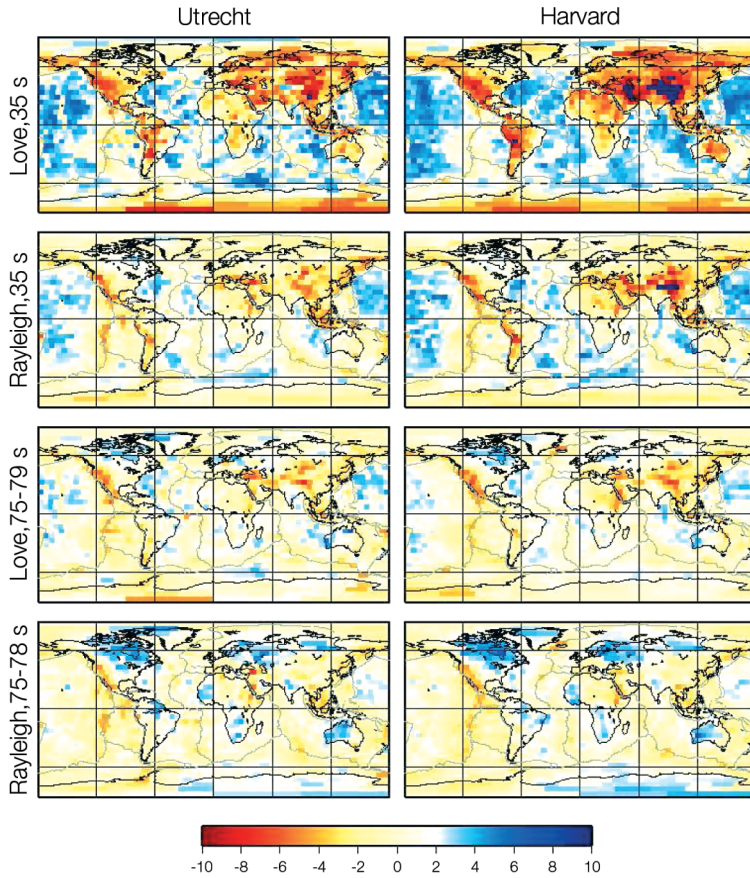 Utrecht Harvard
Love,35 s
Rayleigh,35 s
Love,75-79 s
Rayleigh,75-78 s
-10 -8 -6 -4 -2 0 2 4 6 8 10